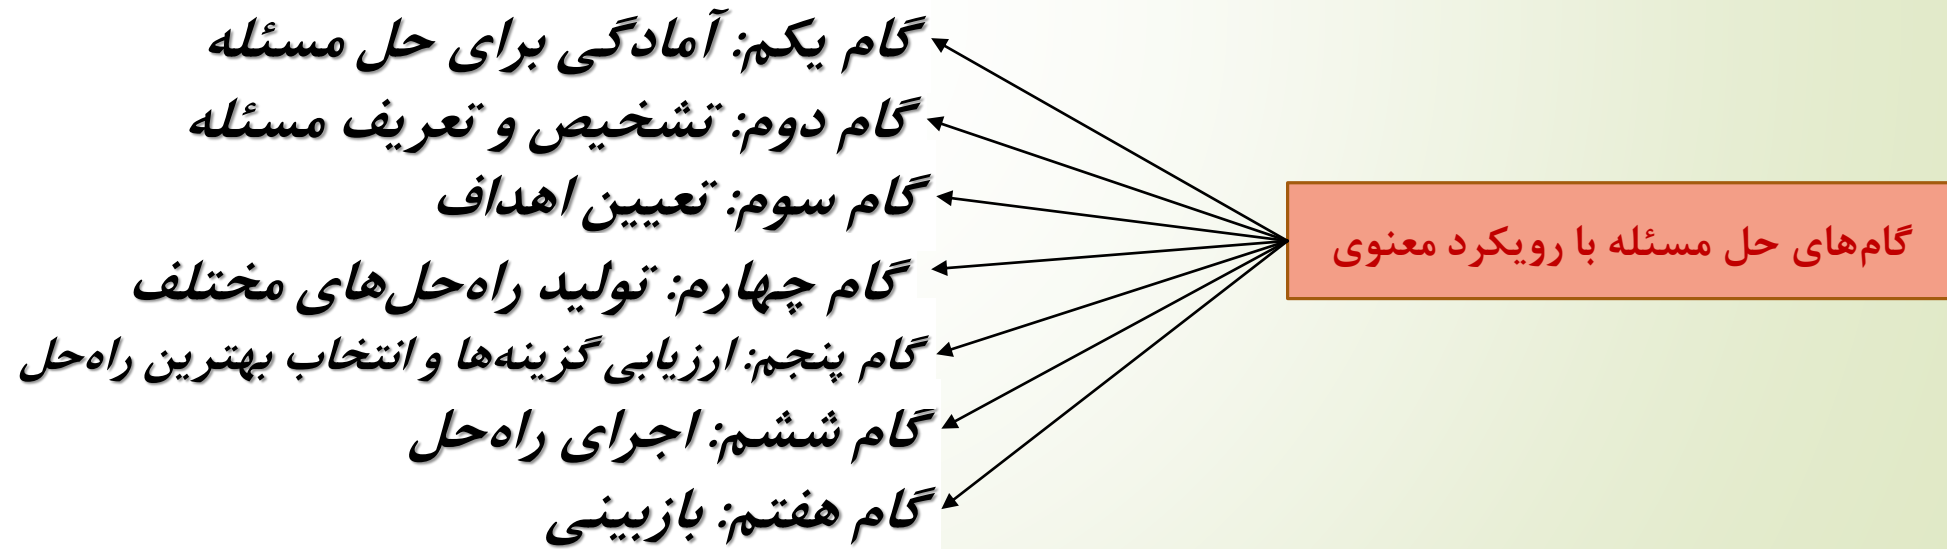 گام‌های حل مسئله با رویکرد معنوی
گام یکم: آمادگی برای حل مسئله
گام دوم: تشخیص و تعریف مسئله
گام سوم: تعیین اهداف
گام چهارم: تولید راه‌حل‌های مختلف
گام پنجم: ارزیابی گزینه‌ها و انتخاب بهترین راه‌حل
گام ششم: اجرای راه‌حل
گام هفتم: بازبینی